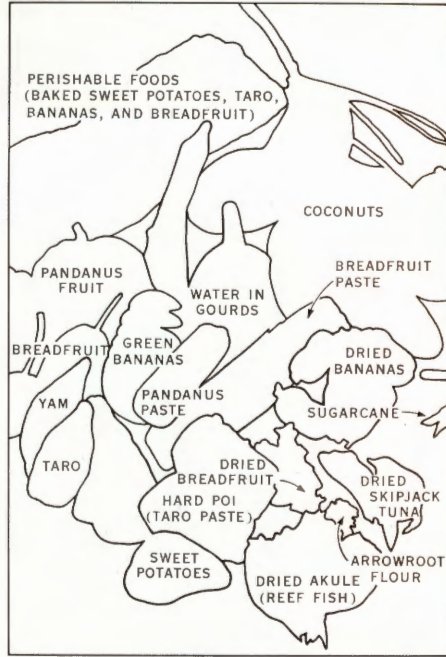 PERISHABLE FOODS
(BAKED SWEET POTATOES, TARO,
BANANAS, AND BREADFRUIT)
COCONUTS
PANDANUS
FRUIT
WATER IN
GOURDS
BREADFRUIT
PASTE
BREADFRUIT
GREEN
BANANAS
DRIED
BANANAS
PANDANUS
PASTE
YAM
SUGARCANE
TARO
DRIED
BREADFRUIT
HARD POI
(TARO PASTE)
DRIED
SKIPJACK
TUNA
SWEET
POTATOES
ARROWROOT
FLOUR
DRIED AKULE
(REEF FISH)